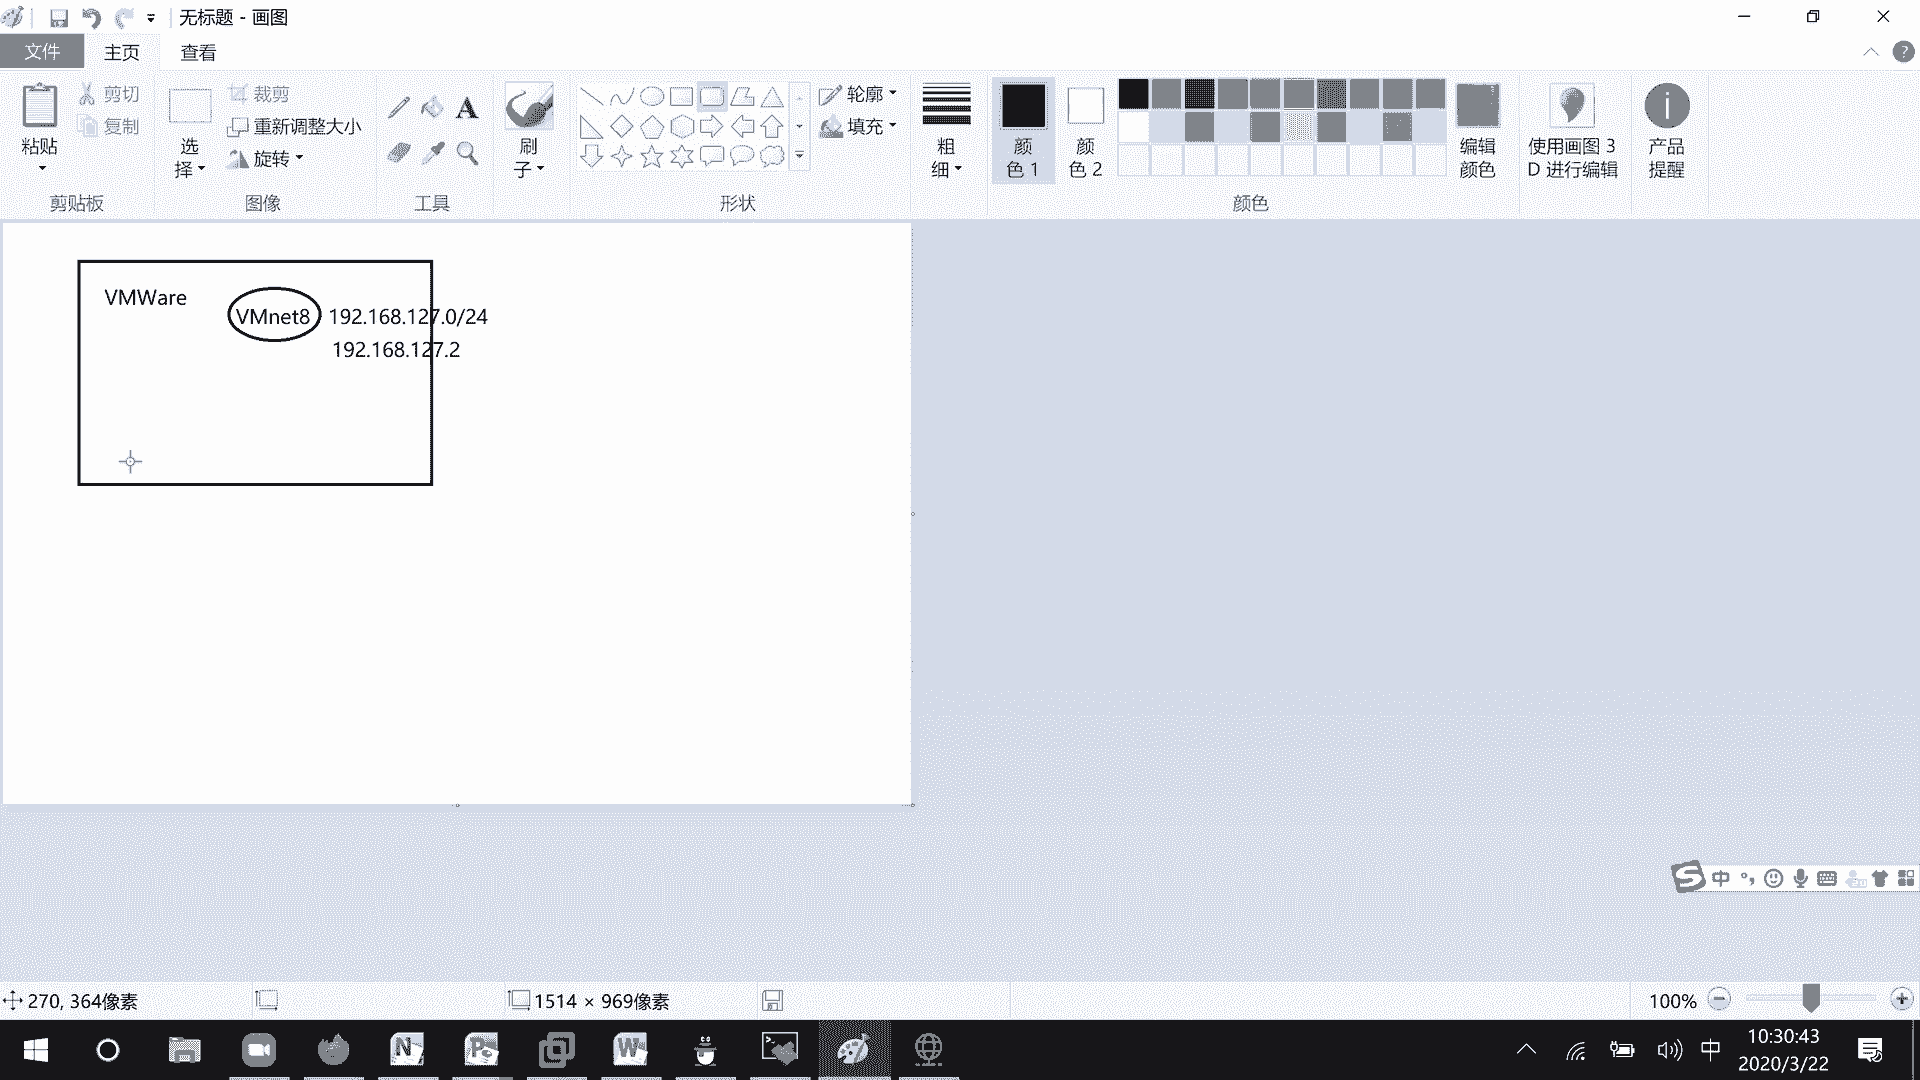 无标题 - 画图
文件 主页 查看
粘贴 剪切 复制
选择 裁剪 重新调整大小 旋转
A
刷子
轮廓 填充
粗细
颜色 1
颜色 2
编辑颜色
使用画图 3D 进行编辑
产品提醒
剪贴板 图像 工具 形状 颜色
VMWare
VMnet8 192.168.127.0/24
192.168.127.2
中
270, 364像素
1514 × 969像素
100%
中
10:30:43
2020/3/22